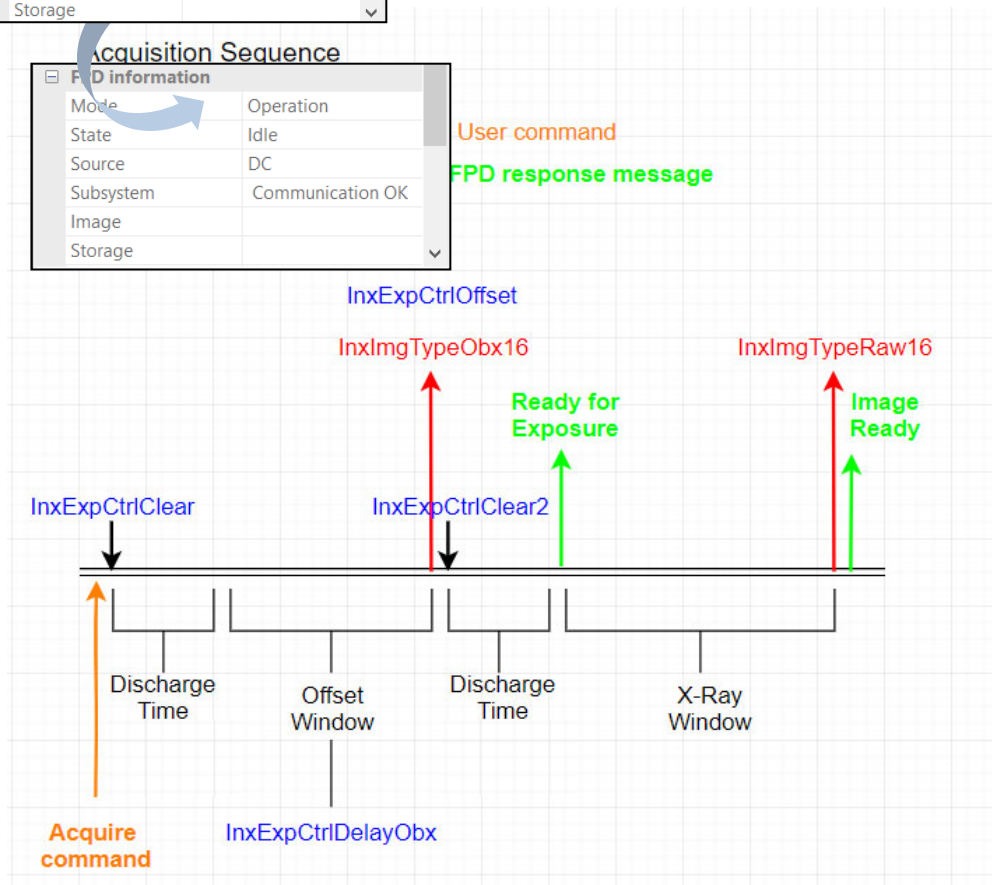 Storage
Acquisition Sequence
FPD information
Mode Operation
State Idle
Source DC
Subsystem Communication OK
Image
Storage
User command
FPD response message
InxExpCtrlOffset
InxImgTypeObx16 InxImgTypeRaw16
Ready for
Exposure
Image
Ready
InxExpCtrlClear InxExpCtrlClear2
Discharge
Time
Offset
Window
Discharge
Time
X-Ray
Window
Acquire
command
InxExpCtrlDelayObx